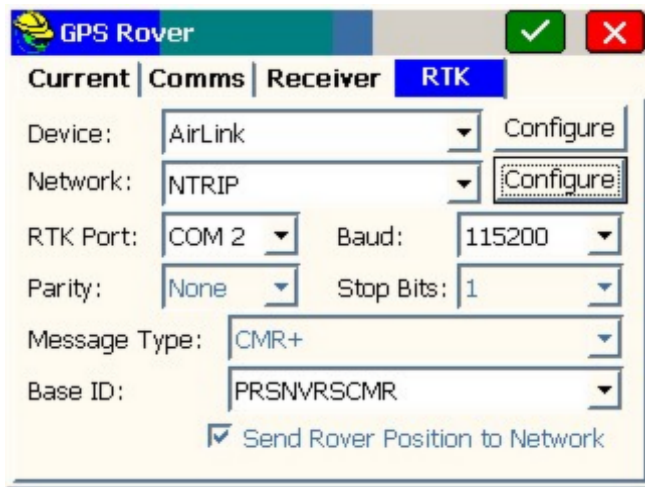 GPS Rover
Current Comms Receiver RTK
Device: AirLink Configure
Network: NTRIP Configure
RTK Port: COM 2 Baud: 115200
Parity: None Stop Bits: 1
Message Type: CMR+
Base ID: PRSNVRSCMR
Send Rover Position to Network